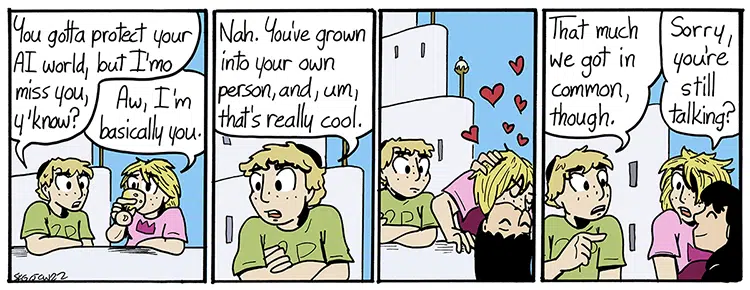 You gotta protect your
AI world, but I'mo
miss you,
y'know?
Aw, I'm
basically you.
Nah. You've grown
into your own
person, and, um,
that's really cool.
2D
That much
we got in
common,
though.
Sorry,
you're
still
talking?